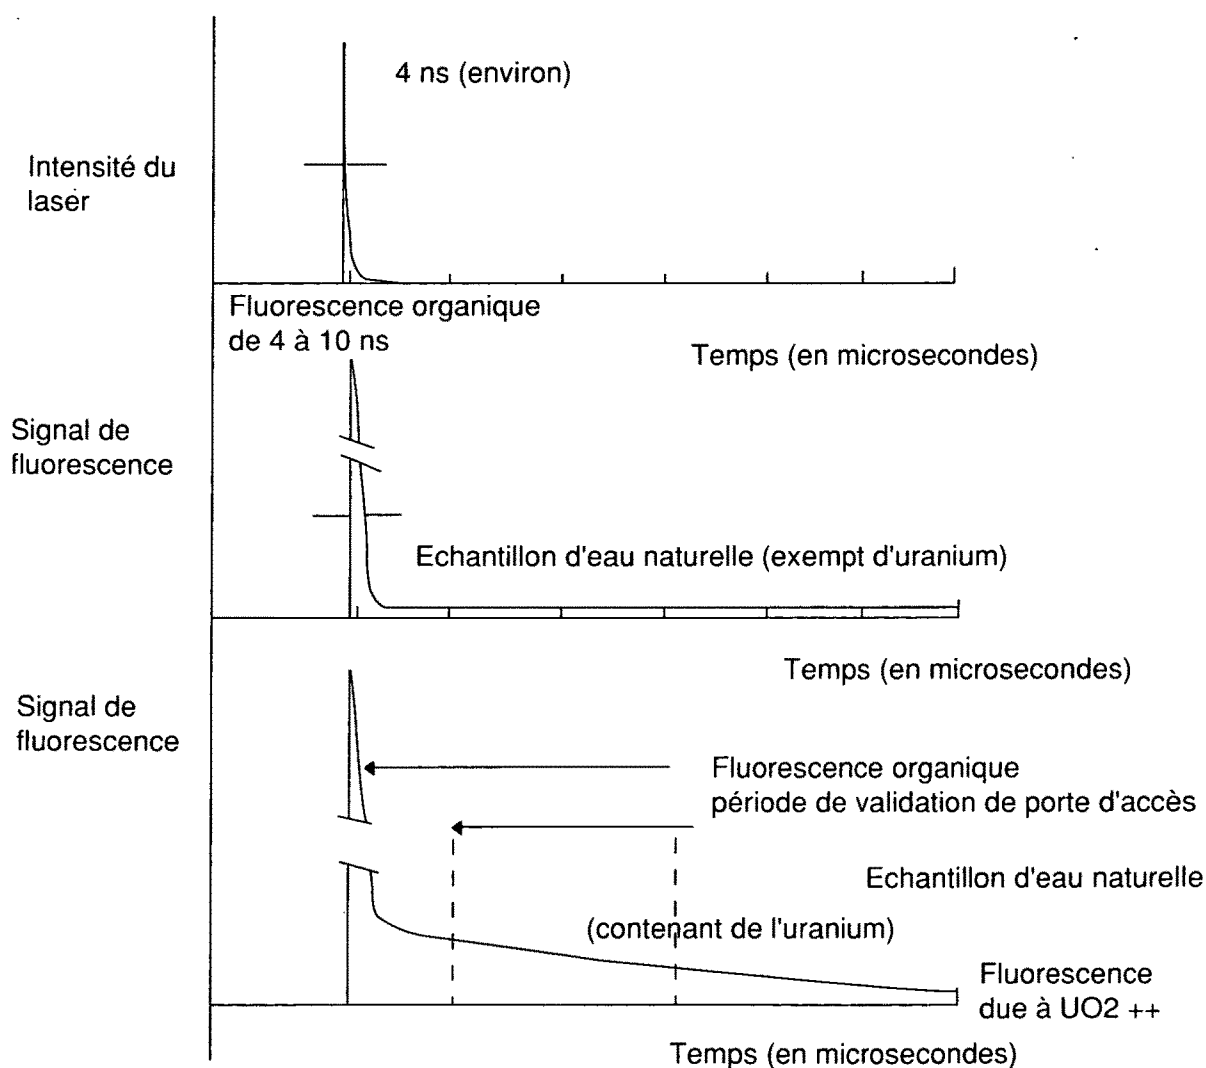 4 ns (environ)
Intensité du
laser
Fluorescence organique
de 4 à 10 ns
Temps (en microsecondes)
Signal de
fluorescence
Echantillon d'eau naturelle (exempt d'uranium)
Temps (en microsecondes)
Signal de
fluorescence
Fluorescence organique
période de validation de porte d'accès
Echantillon d'eau naturelle
(contenant de l'uranium)
Fluorescence
due à UO2 ++
Temps (en microsecondes)